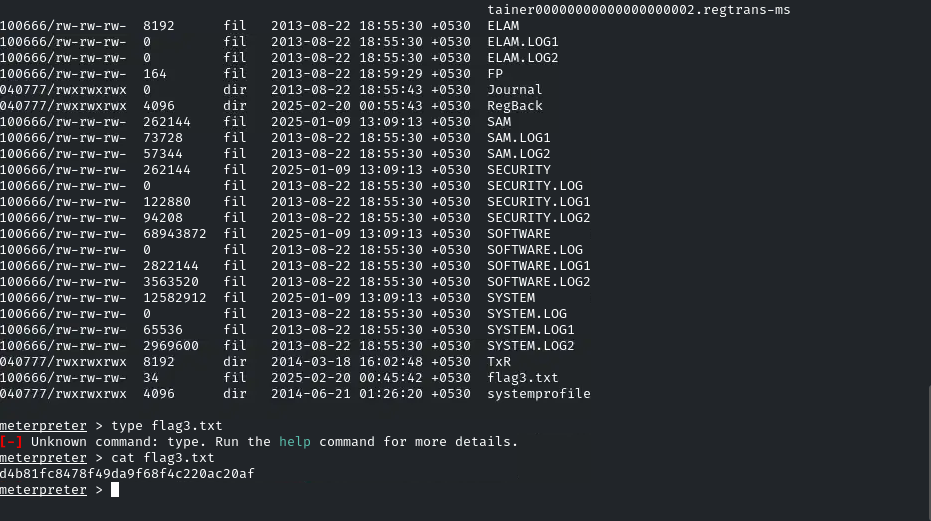 tainer00000000000000000002.regtrans-ms
100666/rw-rw-rw-  8192      fil   2013-08-22 18:55:30 +0530  ELAM
100666/rw-rw-rw-  0         fil   2013-08-22 18:55:30 +0530  ELAM.LOG1
100666/rw-rw-rw-  0         fil   2013-08-22 18:55:30 +0530  ELAM.LOG2
100666/rw-rw-rw-  164       fil   2013-08-22 18:59:29 +0530  FP
040777/rwxrwxrwx  0         dir   2013-08-22 18:55:43 +0530  Journal
040777/rwxrwxrwx  4096      dir   2025-02-20 00:55:43 +0530  RegBack
100666/rw-rw-rw-  262144    fil   2025-01-09 13:09:13 +0530  SAM
100666/rw-rw-rw-  73728     fil   2013-08-22 18:55:30 +0530  SAM.LOG1
100666/rw-rw-rw-  57344     fil   2013-08-22 18:55:30 +0530  SAM.LOG2
100666/rw-rw-rw-  262144    fil   2025-01-09 13:09:13 +0530  SECURITY
100666/rw-rw-rw-  0         fil   2013-08-22 18:55:30 +0530  SECURITY.LOG
100666/rw-rw-rw-  122880    fil   2013-08-22 18:55:30 +0530  SECURITY.LOG1
100666/rw-rw-rw-  94208     fil   2013-08-22 18:55:30 +0530  SECURITY.LOG2
100666/rw-rw-rw-  68943872  fil   2025-01-09 13:09:13 +0530  SOFTWARE
100666/rw-rw-rw-  0         fil   2013-08-22 18:55:30 +0530  SOFTWARE.LOG
100666/rw-rw-rw-  2822144   fil   2013-08-22 18:55:30 +0530  SOFTWARE.LOG1
100666/rw-rw-rw-  3563520   fil   2013-08-22 18:55:30 +0530  SOFTWARE.LOG2
100666/rw-rw-rw-  12582912  fil   2025-01-09 13:09:13 +0530  SYSTEM
100666/rw-rw-rw-  0         fil   2013-08-22 18:55:30 +0530  SYSTEM.LOG
100666/rw-rw-rw-  65536     fil   2013-08-22 18:55:30 +0530  SYSTEM.LOG1
100666/rw-rw-rw-  2969600   fil   2013-08-22 18:55:30 +0530  SYSTEM.LOG2
040777/rwxrwxrwx  8192      dir   2014-03-18 16:02:48 +0530  TxR
100666/rw-rw-rw-  34        fil   2025-02-20 00:45:42 +0530  flag3.txt
040777/rwxrwxrwx  4096      dir   2014-06-21 01:26:20 +0530  systemprofile
meterpreter > type flag3.txt
[-] Unknown command: type. Run the help command for more details.
meterpreter > cat flag3.txt
d4b81fc8478f49da9f68f4c220ac20af
meterpreter >